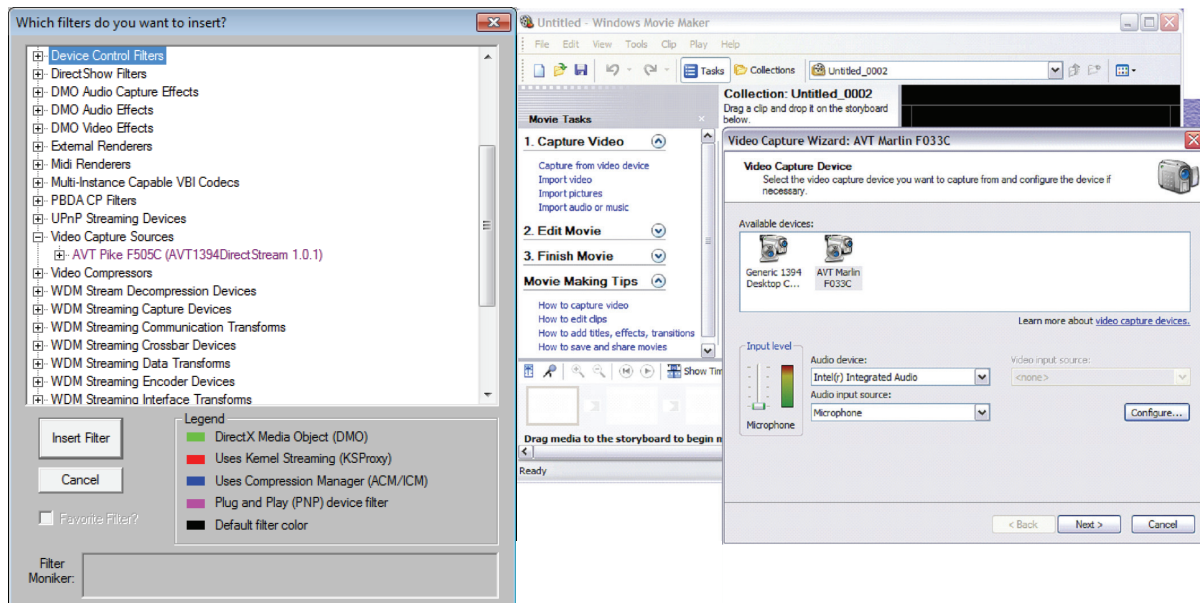 Which filters do you want to insert?
Device Control Filters
DirectShow Filters
DMO Audio Capture Effects
DMO Audio Effects
DMO Video Effects
External Renderers
Midi Renderers
Multi-Instance Capable VBI Codecs
PBDA CP Filters
UPnP Streaming Devices
Video Capture Sources
AVT Pike F505C (AVT1394DirectStream 1.0.1)
Video Compressors
WDM Stream Decompression Devices
WDM Streaming Capture Devices
WDM Streaming Communication Transforms
WDM Streaming Crossbar Devices
WDM Streaming Data Transforms
WDM Streaming Encoder Devices
WDM Streaming Interface Transforms
Insert Filter
Cancel
Favorite Filter?
Legend
DirectX Media Object (DMO)
Uses Kernel Streaming (KSProxy)
Uses Compression Manager (ACM/ICM)
Plug and Play (PNP) device filter
Default filter color
Filter
Moniker:
Untitled - Windows Movie Maker
File Edit View Tools Clip Play Help
Tasks Collections Untitled_0002
Movie Tasks
1. Capture Video
Capture from video device
Import video
Import pictures
Import audio or music
2. Edit Movie
3. Finish Movie
Movie Making Tips
How to capture video
How to edit clips
How to add titles, effects, transitions
How to save and share movies
Collection: Untitled_0002
Drag a clip and drop it on the storyboard
below.
Show Tim
Drag media to the storyboard to begin m
Ready
Video Capture Wizard: AVT Marlin F033C
Video Capture Device
Select the video capture device you want to capture from and configure the device if
necessary.
Available devices:
Generic 1394
Desktop C...
AVT Marlin
F033C
Learn more about video capture devices.
Input level
Microphone
Audio device:
Intel(r) Integrated Audio
Audio input source:
Microphone
Video input source:
<none>
Configure...
< Back
Next >
Cancel